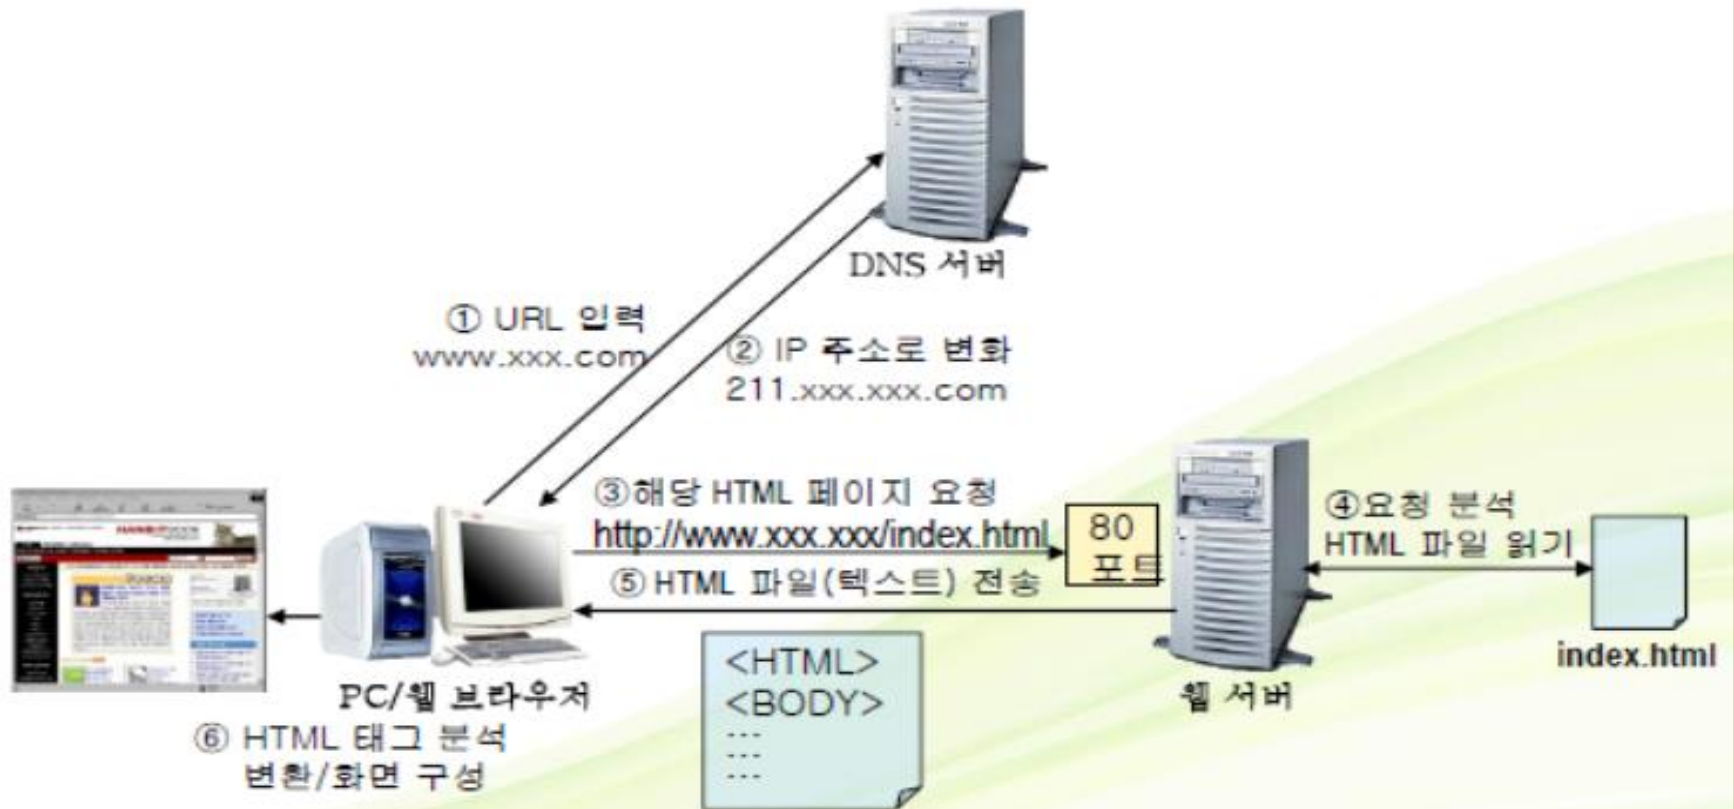 DNS 서버
① URL 입력
www.xxx.com
② IP 주소로 변화
211.xxx.xxx.com
③해당 HTML 페이지 요청
http://www.xxx.xxx/index.html
80
포트
④요청 분석
HTML 파일 읽기
⑤ HTML 파일(텍스트) 전송
index.html
<HTML>
<BODY>
---
---
---
PC/웹 브라우저
웹 서버
⑥ HTML 태그 분석
변환/화면 구성